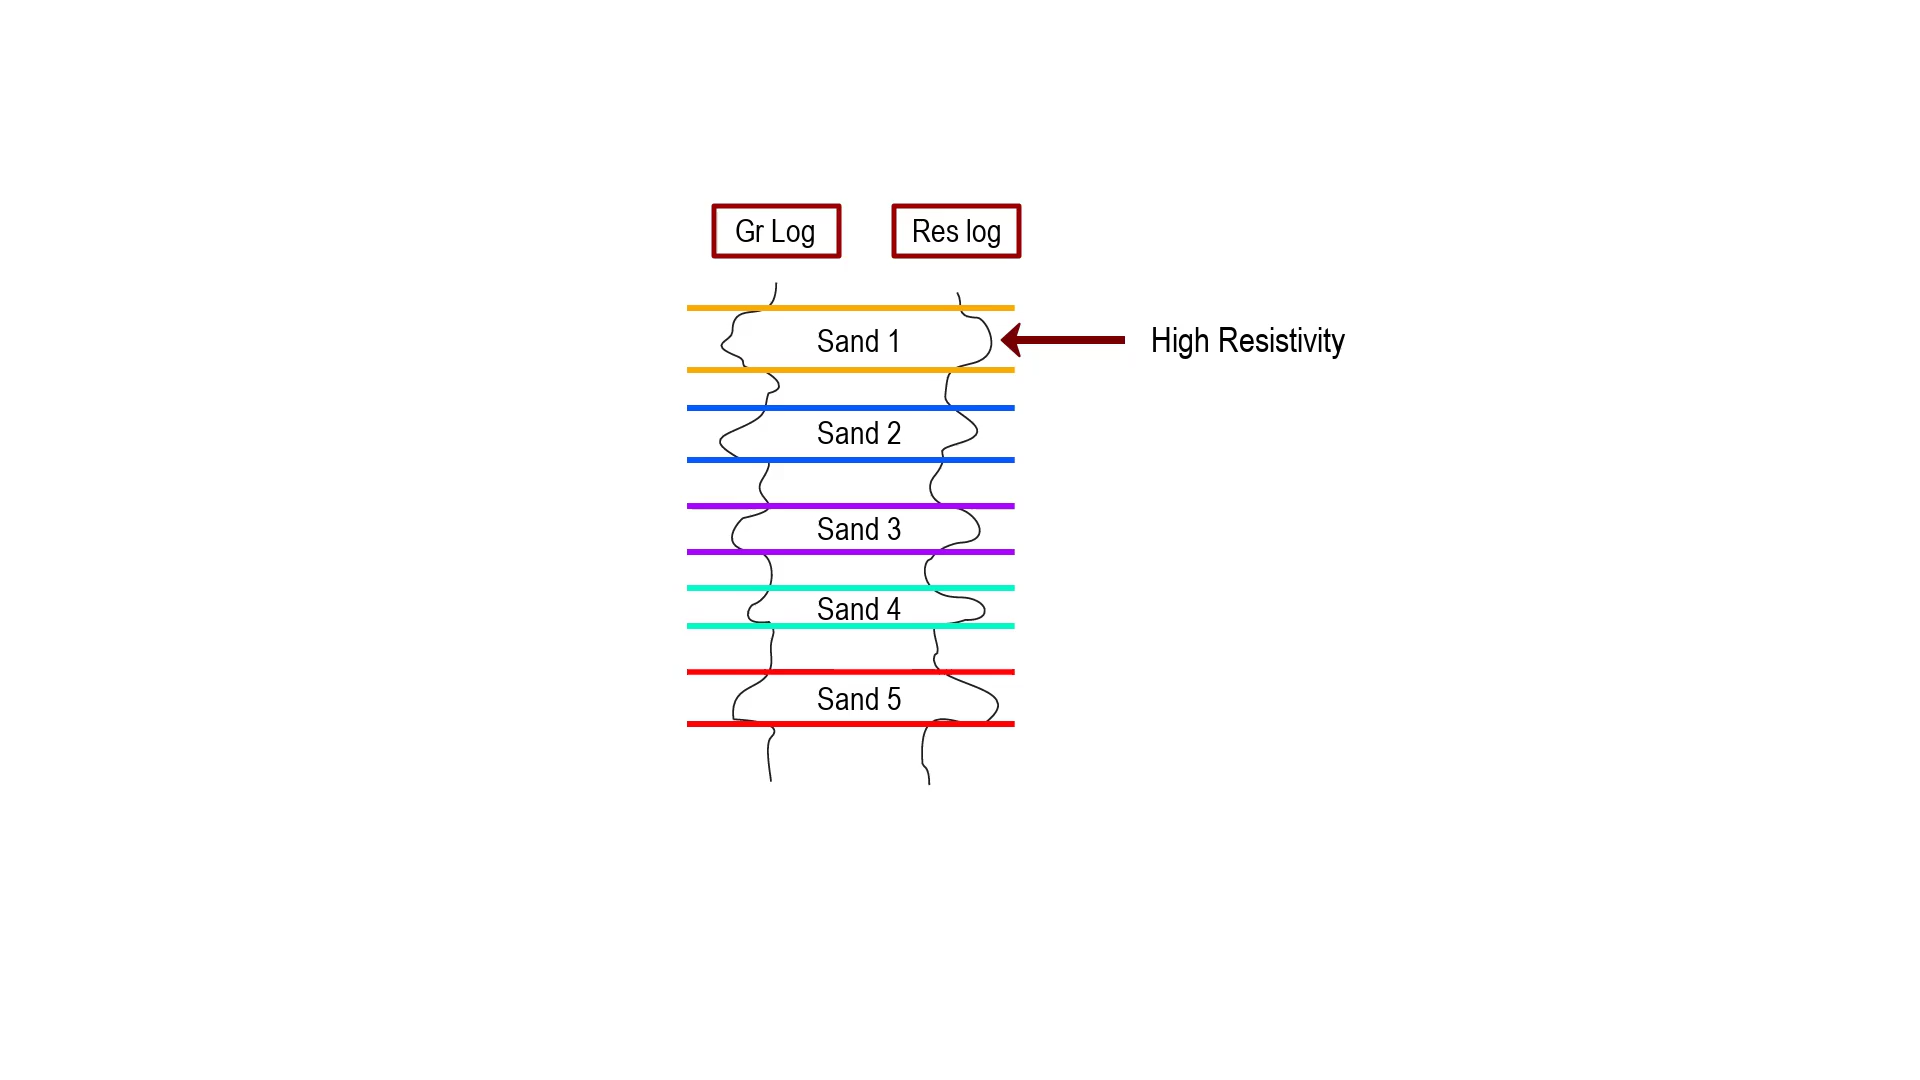 Gr Log
Res log
Sand 1
High Resistivity
Sand 2
Sand 3
Sand 4
Sand 5